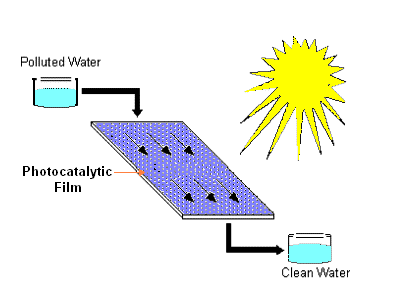 Polluted Water
Photocatalytic
Film
Clean Water